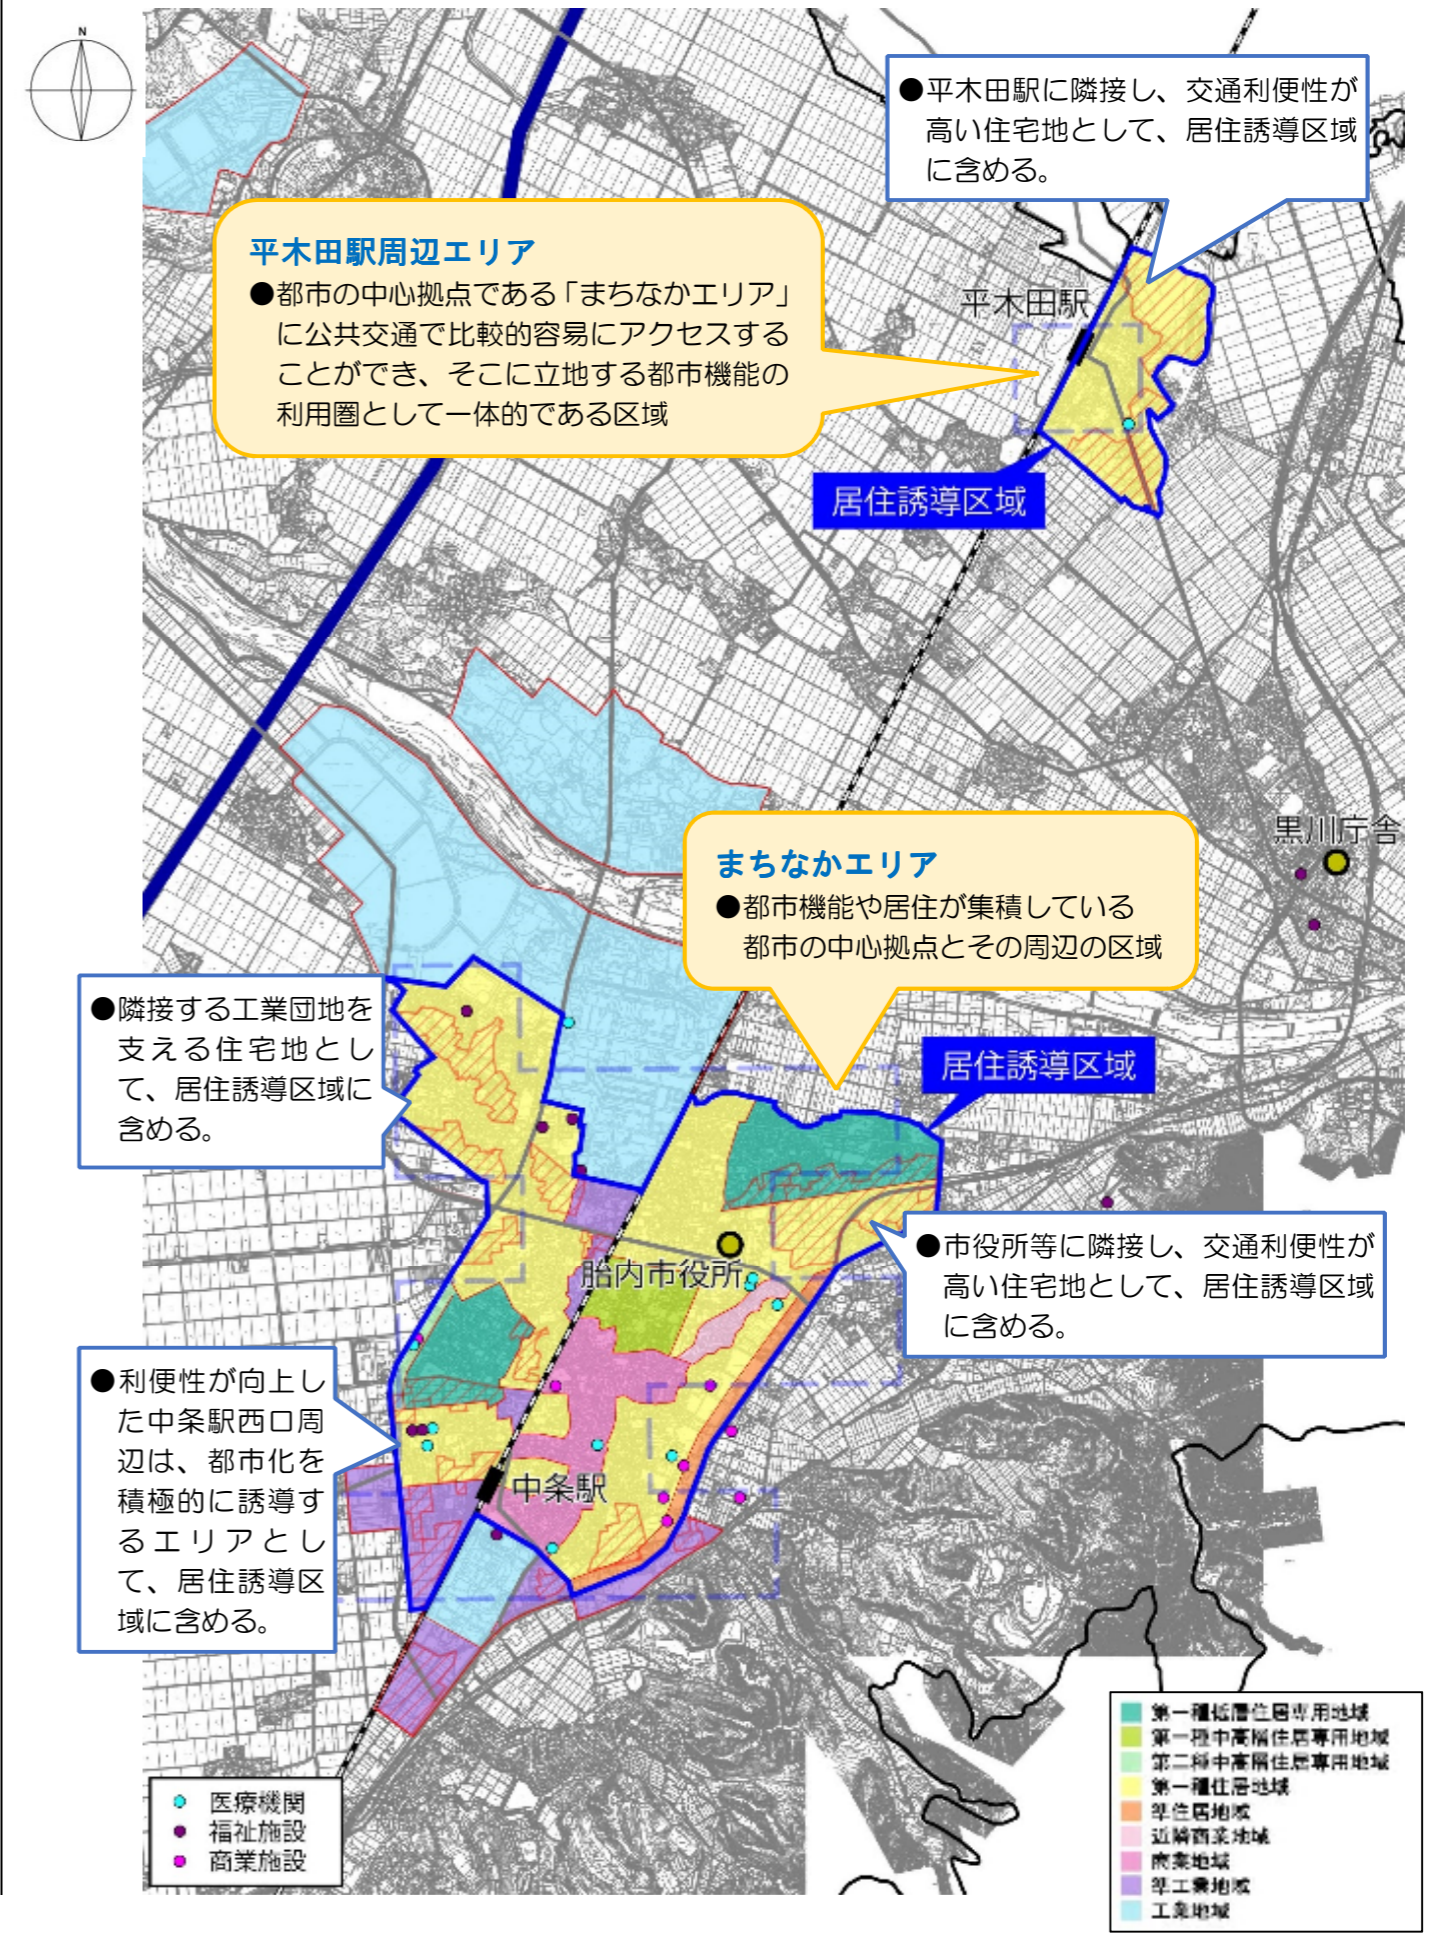 N
●平木田駅に隣接し、交通利便性が
高い住宅地として、居住誘導区域
に含める。
平木田駅周辺エリア
●都市の中心拠点である「まちなかエリア」
に公共交通で比較的容易にアクセスする
ことができ、そこに立地する都市機能の
利用圏として一体的である区域
平木田駅
居住誘導区域
黒川庁舎
まちなかエリア
●都市機能や居住が集積している
都市の中心拠点とその周辺の区域
●隣接する工業団地を
支える住宅地とし
て、居住誘導区域に
含める。
居住誘導区域
●市役所等に隣接し、交通利便性が
高い住宅地として、居住誘導区域
に含める。
胎内市役所
●利便性が向上し
た中条駅西口周
辺は、都市化を
積極的に誘導す
るエリアとし
て、居住誘導区
域に含める。
中条駅
医療機関
福祉施設
商業施設
第一種低層住居専用地域
第一種中高層住居専用地域
第二種中高層住居専用地域
第一種住居地域
準住居地域
近隣商業地域
商業地域
準工業地域
工業地域